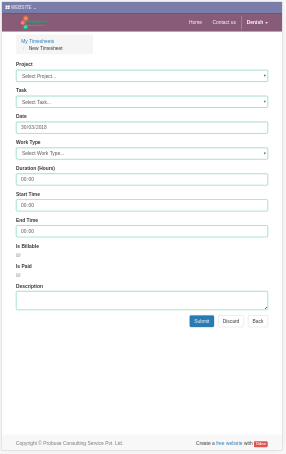 WEBSITE
Home
Contact us
Denish
My Timesheets
New Timesheet
Project
Select Project...
Task
Select Task...
Date
30/03/2018
Work Type
Select Work Type...
Duration (Hours)
00:00
Start Time
00:00
End Time
00:00
Is Billable
Is Paid
Description
Submit
Discard
Back
Copyright © Probuse Consulting Service Pvt. Ltd.
Create a free website with Odoo